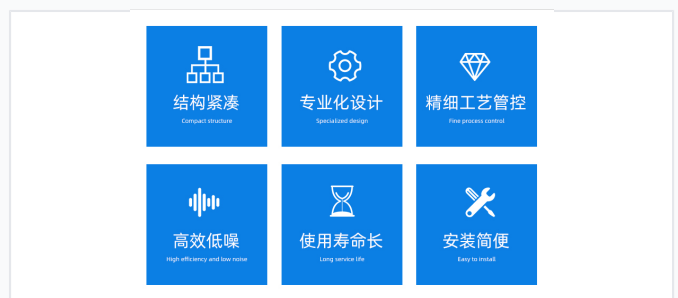 结构紧凑
Compact structure
专业化设计
Specialized design
精细工艺管控
Fine process control
高效低噪
High efficiency and low noise
使用寿命长
Long service life
安装简便
Easy to install